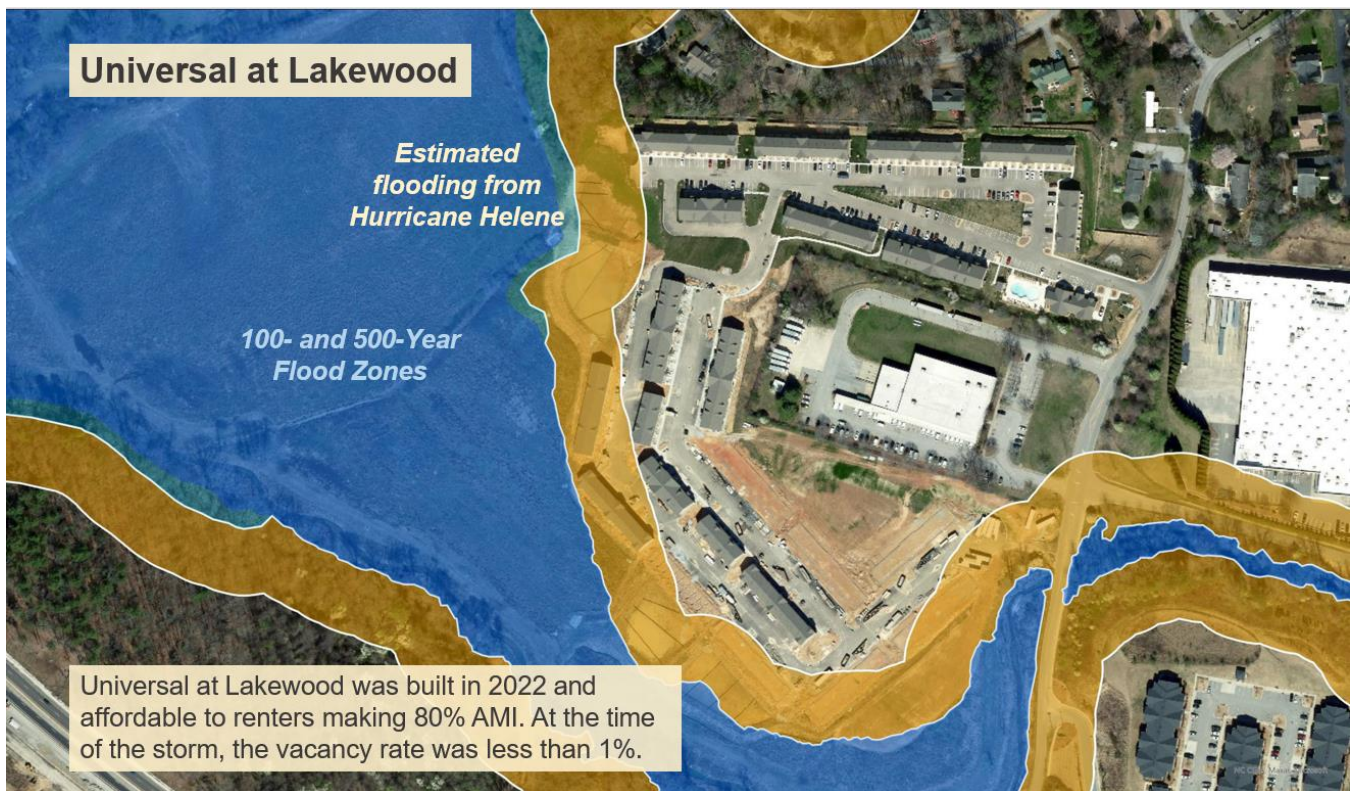 Universal at Lakewood
Estimated
flooding from
Hurricane Helene
100- and 500-Year
Flood Zones
Universal at Lakewood was built in 2022 and
affordable to renters making 80% AMI. At the time
of the storm, the vacancy rate was less than 1%.